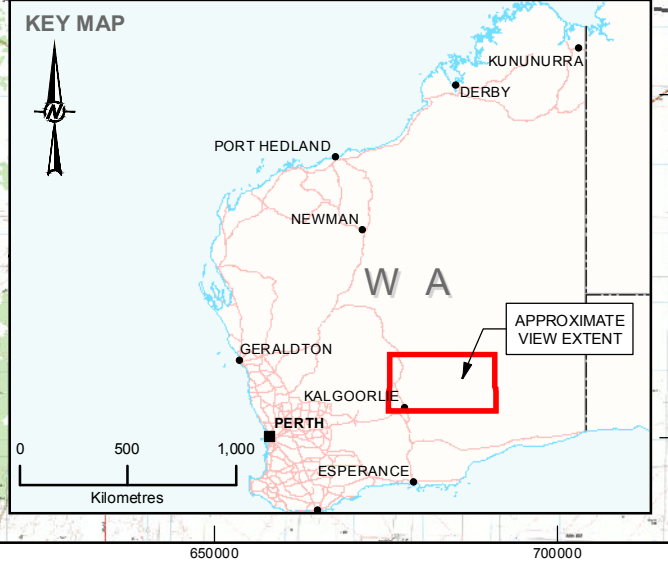 KEY MAP
N
KUNUNURRA
DERBY
PORT HEDLAND
NEWMAN
W A
APPROXIMATE
VIEW EXTENT
GERALDTON
KALGOORLIE
PERTH
0 500 1,000
Kilometres
ESPERANCE
650000 700000